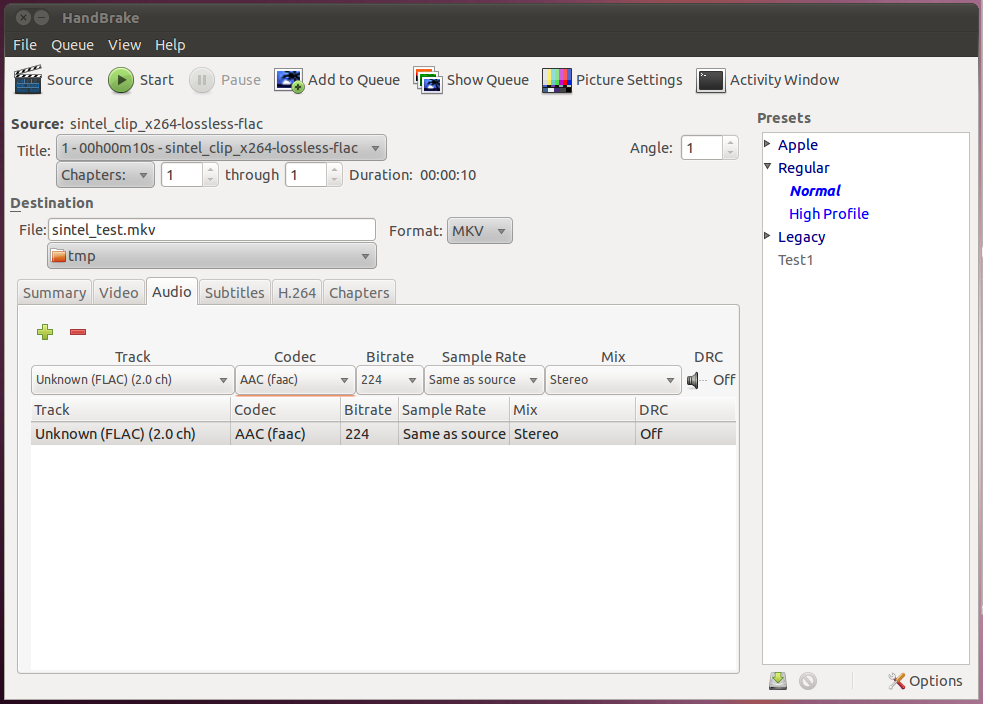 HandBrake
File Queue View Help
Source Start Pause Add to Queue Show Queue Picture Settings Activity Window
Source: sintel_clip_x264-lossless-flac
Title: 1 - 00h00m10s - sintel_clip_x264-lossless-flac Angle: 1
Chapters: 1 through 1 Duration: 00:00:10
Destination
File: sintel_test.mkv Format: MKV
tmp
Summary Video Audio Subtitles H.264 Chapters
Track Codec Bitrate Sample Rate Mix DRC
Unknown (FLAC) (2.0 ch) AAC (faac) 224 Same as source Stereo Off
Track Codec Bitrate Sample Rate Mix DRC
Unknown (FLAC) (2.0 ch) AAC (faac) 224 Same as source Stereo Off
Presets
Apple
Regular
Normal
High Profile
Legacy
Test1
Options